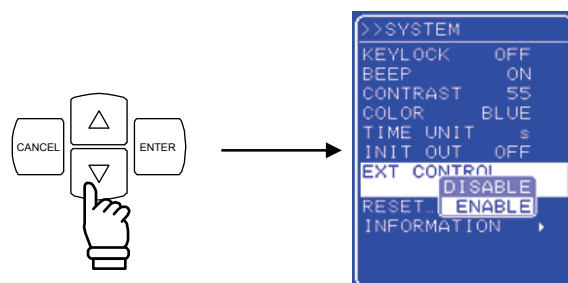 CANCEL
ENTER
>>SYSTEM
KEYLOCK OFF
BEEP ON
CONTRAST 55
COLOR BLUE
TIME UNIT s
INIT OUT OFF
EXT CONTROL
DISABLE
RESET… ENABLE
INFORMATION